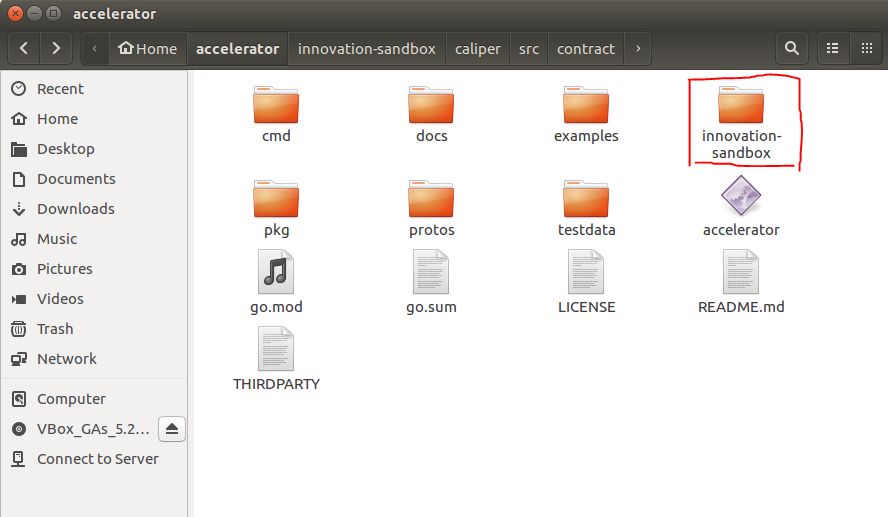 accelerator
Home accelerator innovation-sandbox caliper src contract
Recent
Home
Desktop
Documents
Downloads
Music
Pictures
Videos
Trash
Network
Computer
VBox_GAs_5.2...
Connect to Server
cmd docs examples innovation-
sandbox
pkg protos testdata accelerator
go.mod go.sum LICENSE README.md
THIRDPARTY